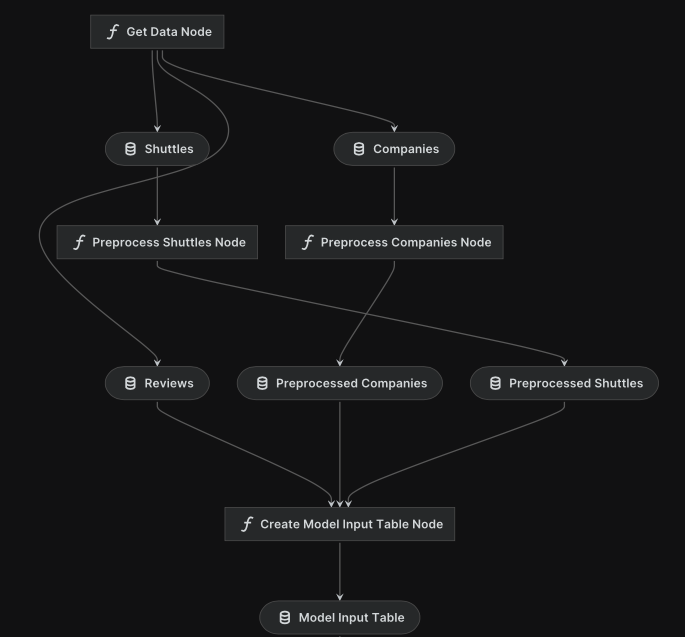 Get Data Node
Shuttles
Companies
Preprocess Shuttles Node
Preprocess Companies Node
Reviews
Preprocessed Companies
Preprocessed Shuttles
Create Model Input Table Node
Model Input Table